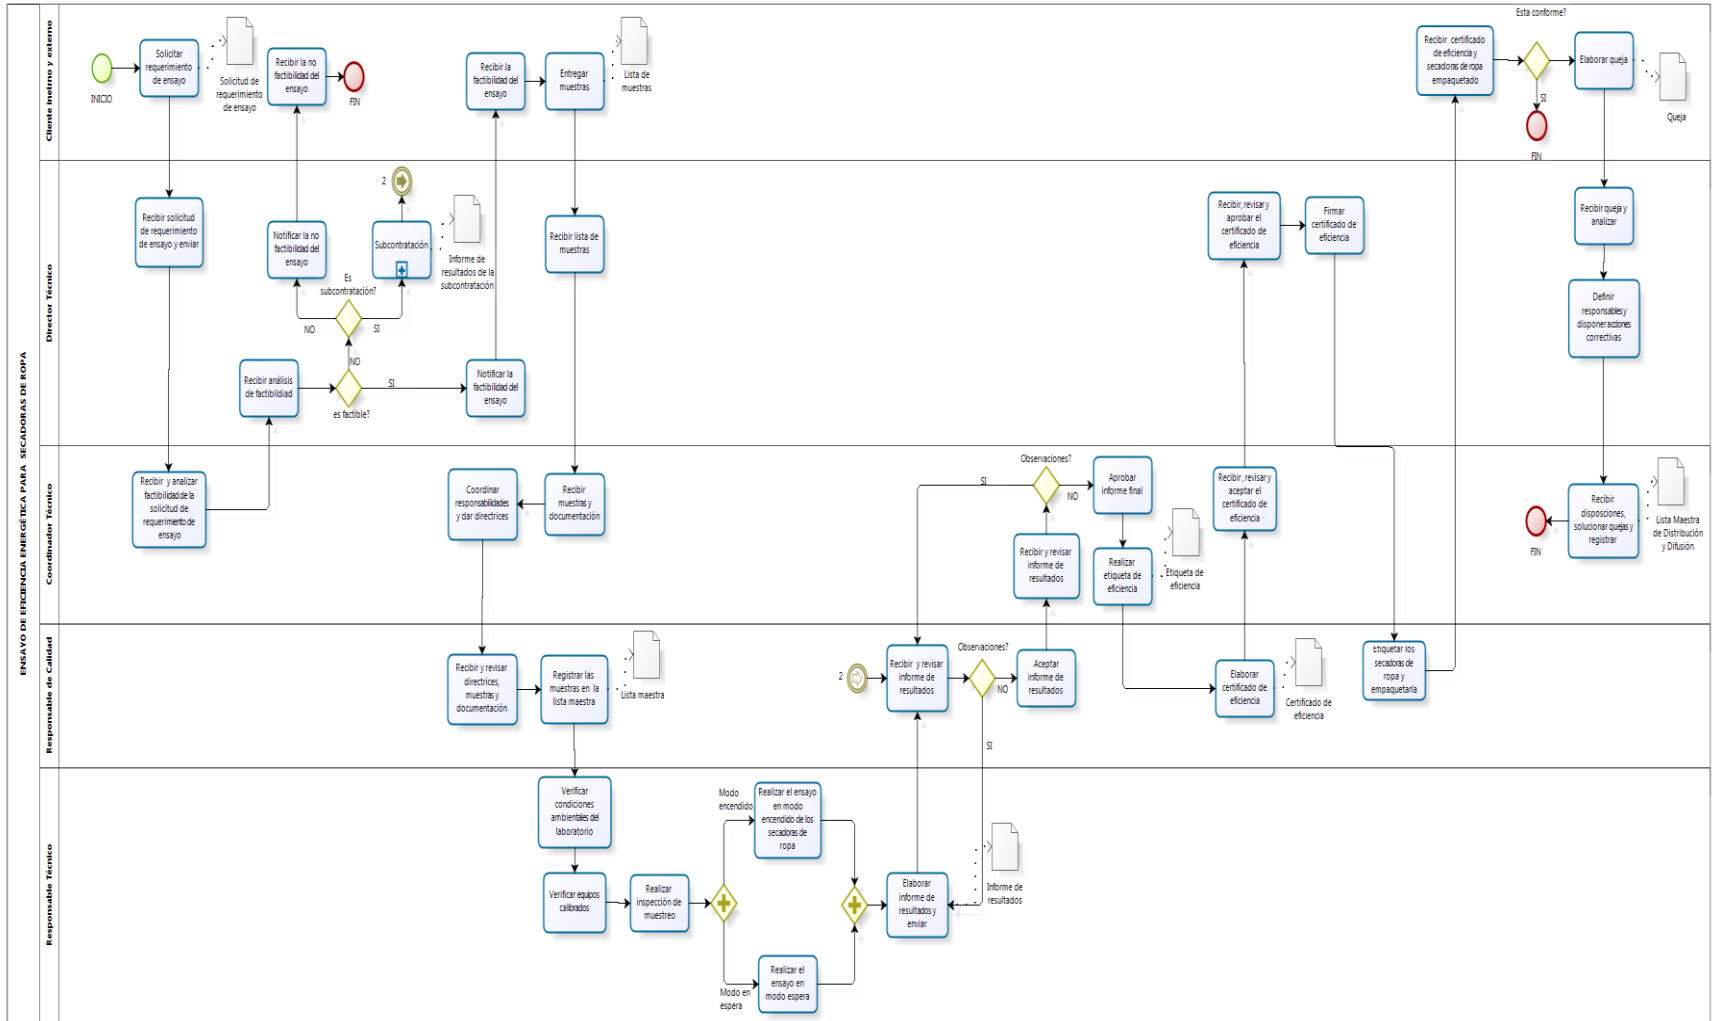 ENSAYO DE EFICIENCIA ENERGÉTICA PARA SECADORAS DE ROPA
Cliente interno y externo
INICIO
Solicitar
requerimiento
de ensayo
Solicitud de
requerimiento
de ensayo
Recibir la no
factibilidad del
ensayo
FIN
Recibir la
factibilidad del
ensayo
Entregar
muestras
Lista de
muestras
Recibir certificado
de eficiencia y
secadoras de ropa
empaquetado
Esta conforme?
SI
FIN
Elaborar queja
Queja
Director Técnico
Recibir solicitud
de requerimiento
de ensayo y enviar
Notificar la no
factibilidad del
ensayo
2
Subcontratación
Informe de
resultados de la
subcontratación
Es
subcontratación?
NO
SI
Recibir análisis
de factibilidad
NO
SI
es factible?
Notificar la
factibilidad del
ensayo
Recibir lista de
muestras
Recibir, revisar y
aprobar el
certificado de
eficiencia
Firmar
certificado de
eficiencia
Recibir queja y
analizar
Definir
responsables y
disponer acciones
correctivas
Coordinador Técnico
Recibir y analizar
factibilidad de la
solicitud de
requerimiento de
ensayo
Coordinar
responsabilidades
y dar directrices
Recibir
muestras y
documentación
Observaciones?
SI
NO
Aprobar
informe final
Recibir y revisar
informe de
resultados
Realizar
etiqueta de
eficiencia
Etiqueta de
eficiencia
Recibir, revisar y
aceptar el
certificado de
eficiencia
FIN
Recibir
disposciones,
solucionar quejas y
registrar
Lista Maestra
de Distribución
y Difusión
Responsable de Calidad
Recibir y revisar
directrices,
muestras y
documentación
Registrar las
muestras en la
lista maestra
Lista maestra
2
Recibir y revisar
informe de
resultados
Observaciones?
NO
SI
Aceptar
informe de
resultados
Elaborar
certificado de
eficiencia
Certificado de
eficiencia
Etiquetar los
secadoras de
ropa y
empaquetarla
Responsable Técnico
Verificar
condiciones
ambientales del
laboratorio
Verificar equipos
calibrados
Realizar
inspección de
muestreo
Modo
encendido
Realizar el ensayo
en modo
encendido de los
secadoras de
ropa
Modo en
espera
Realizar el
ensayo en
modo espera
Elaborar
informe de
resultados y
enviar
Informe de
resultados